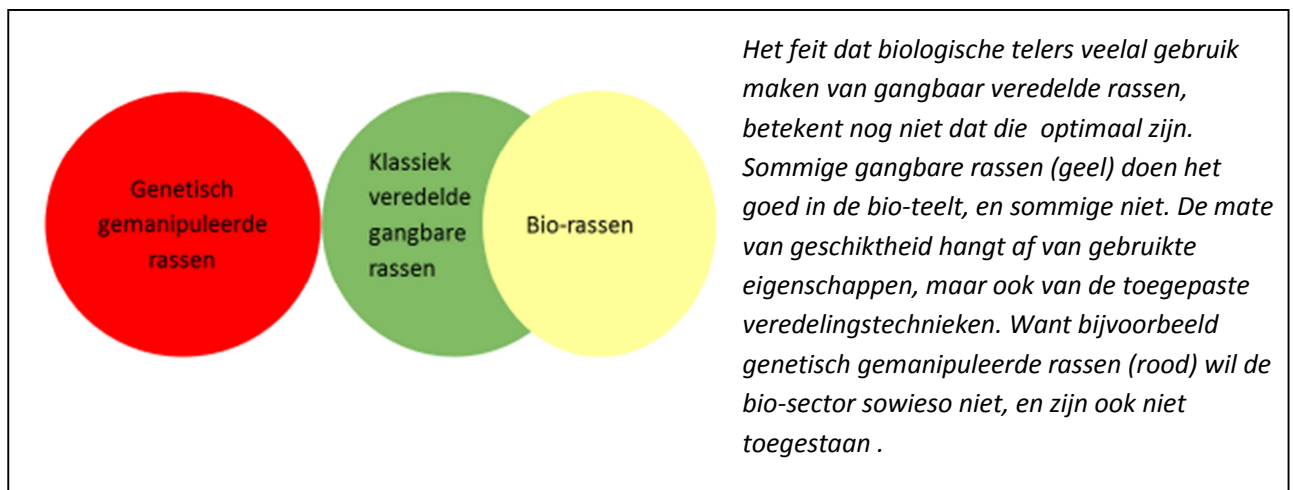 Genetisch
gemanipuleerde
rassen
Klassiek
veredelde
gangbare
rassen
Bio-rassen
Het feit dat biologische telers veelal gebruik
maken van gangbaar veredelde rassen,
betekent nog niet dat die optimaal zijn.
Sommige gangbare rassen (geel) doen het
goed in de bio-teelt, en sommige niet. De mate
van geschiktheid hangt af van gebruikte
eigenschappen, maar ook van de toegepaste
veredelingstechnieken. Want bijvoorbeeld
genetisch gemanipuleerde rassen (rood) wil de
bio-sector sowieso niet, en zijn ook niet
toegestaan .